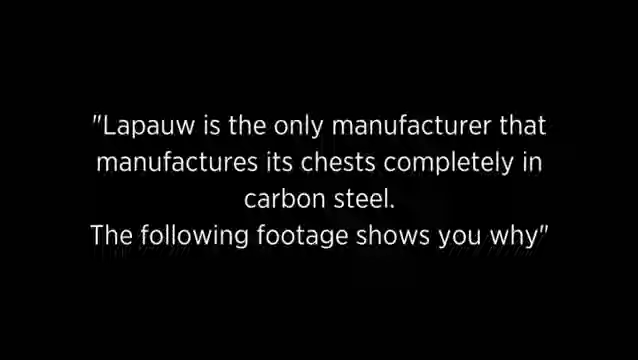 "Lapauw is the only manufacturer that
manufactures its chests completely in
carbon steel.
The following footage shows you why"